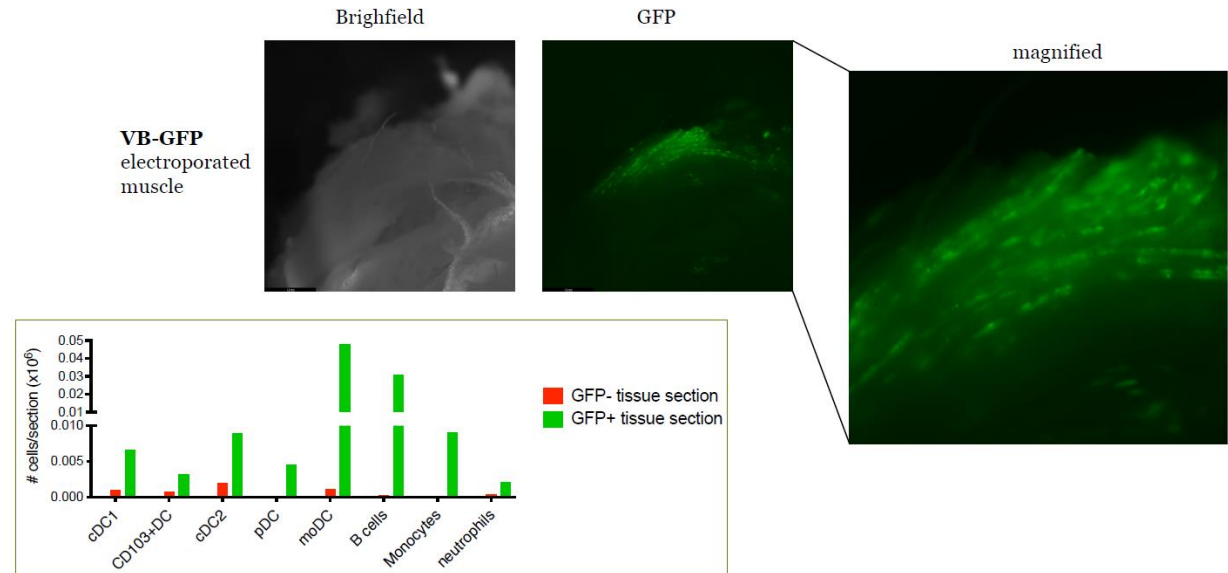 Brighfield
GFP
magnified
VB-GFP
electroporated
muscle
# cells/section (x10⁶)
0.05
0.04
0.03
0.02
0.01
0.010
0.005
0.000
cDC1
CD103+DC
cDC2
pDC
moDC
B cells
Monocytes
neutrophils
GFP- tissue section
GFP+ tissue section